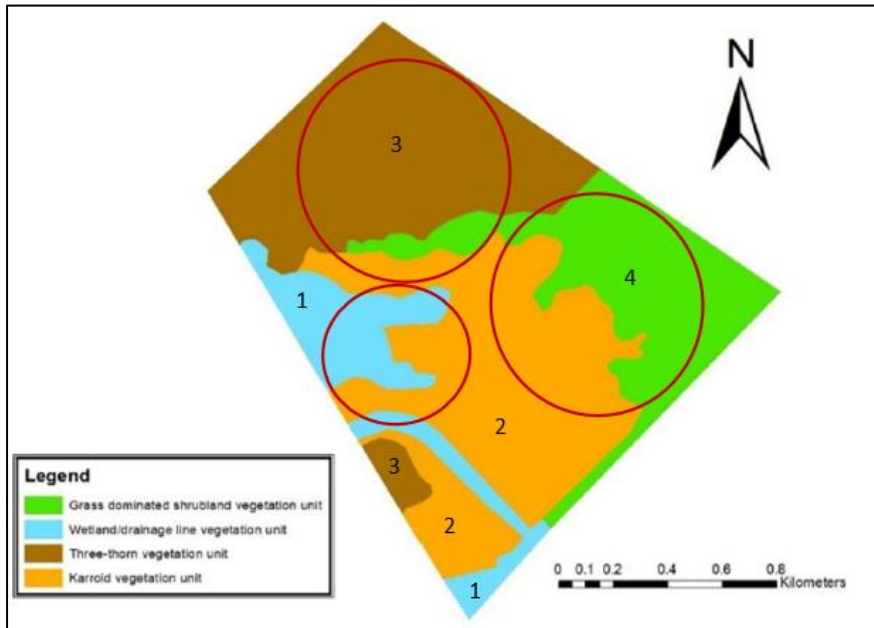 N
3
4
1
2
3
2
1
Legend
Grass dominated shrubland vegetation unit
Wetland/drainage line vegetation unit
Three-thorn vegetation unit
Karroid vegetation unit
0 0.1 0.2 0.4 0.6 0.8
Kilometers